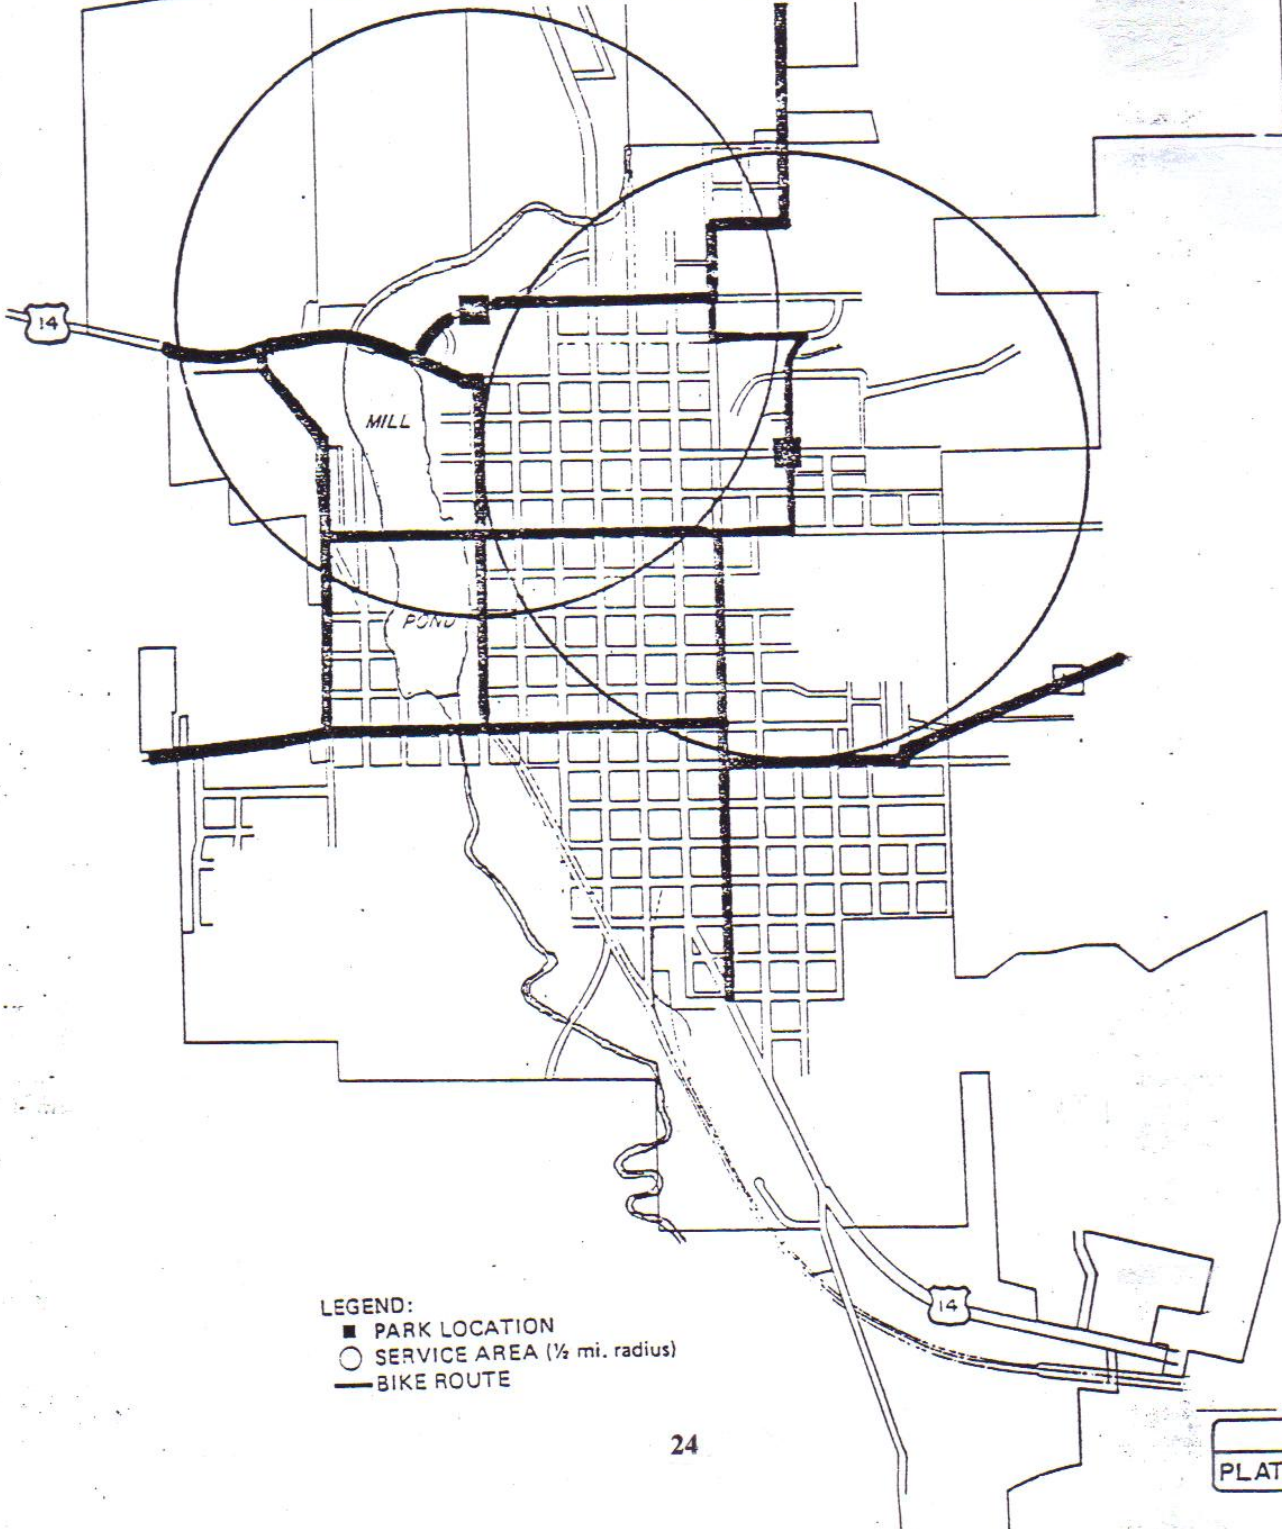 14
MILL
POND
14
LEGEND:
■ PARK LOCATION
○ SERVICE AREA (½ mi. radius)
— BIKE ROUTE
24
PLAT